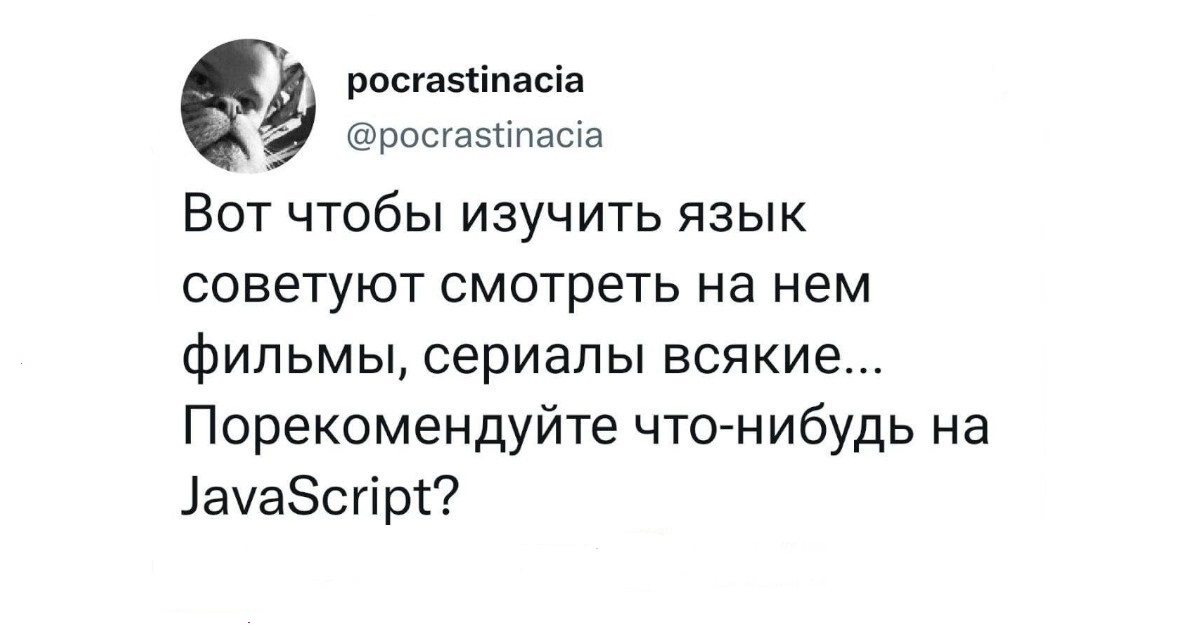 pocrastinacia
@pocrastinacia
Вот чтобы изучить язык
советуют смотреть на нем
фильмы, сериалы всякие...
Порекомендуйте что-нибудь на
JavaScript?